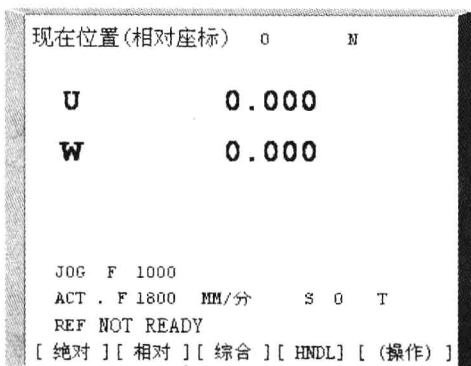 现在位置(相对坐标) O N
U 0.000
W 0.000
JOG F 1000
ACT . F 1800 MM/分 S 0 T
REF NOT READY
[ 绝对 ][ 相对 ][ 综合 ][ HNDL] [ (操作) ]